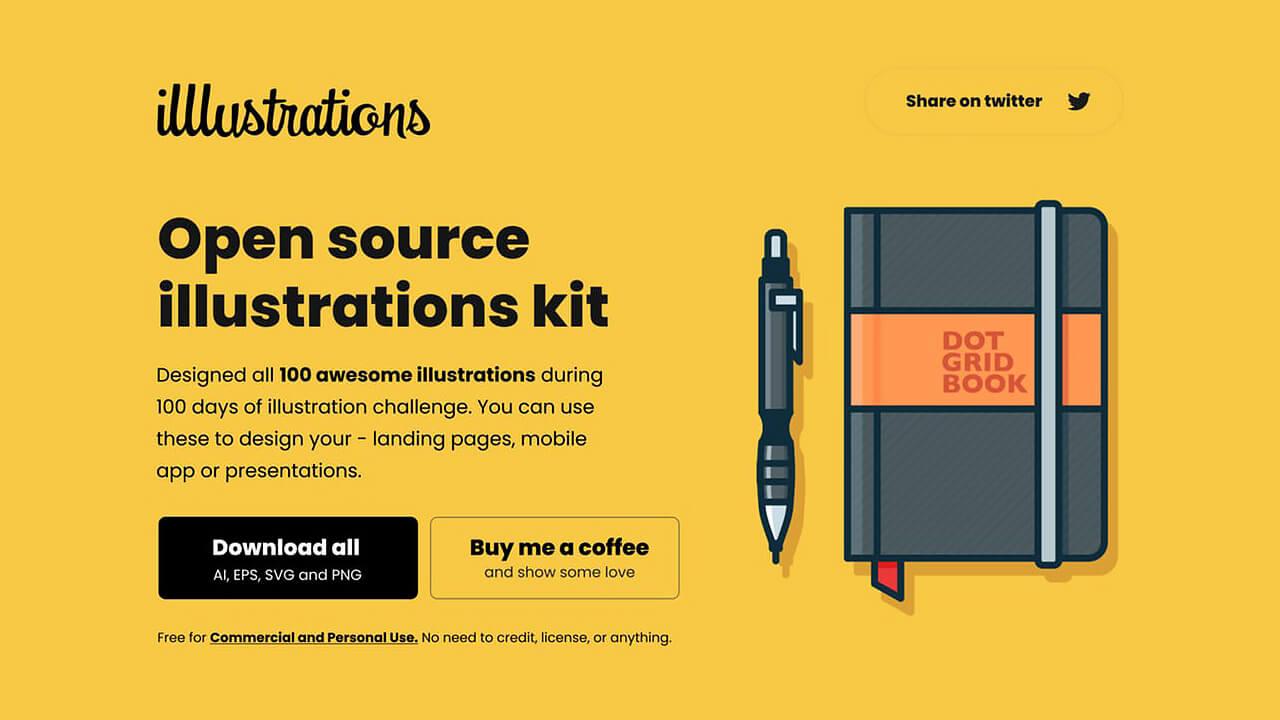 illlustrations
Share on twitter
Open source
illustrations kit
Designed all 100 awesome illustrations during
100 days of illustration challenge. You can use
these to design your - landing pages, mobile
app or presentations.
Download all
AI, EPS, SVG and PNG
Buy me a coffee
and show some love
Free for Commercial and Personal Use. No need to credit, license, or anything.
DOT
GRID
BOOK